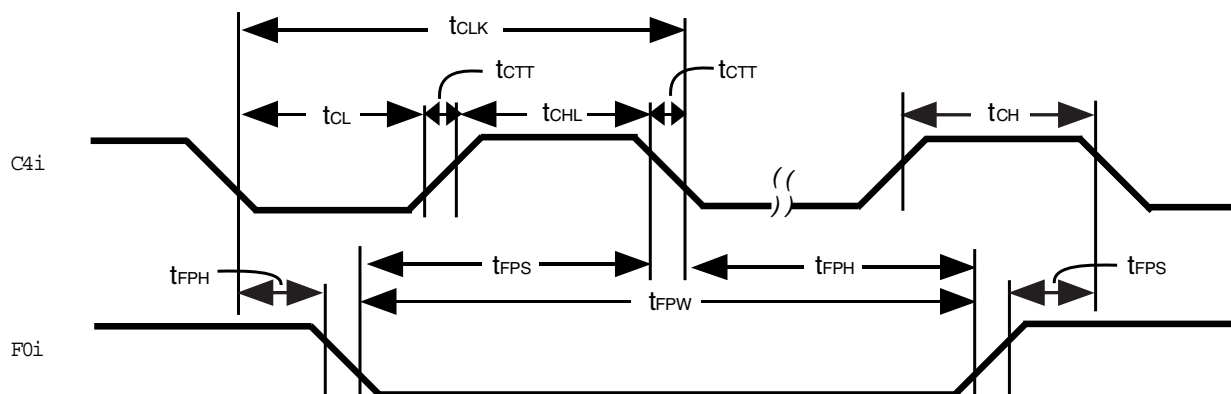 tCLK
tCTT tCTT
tCL tCHL tCH
C4i
tFPH tFPS tFPH tFPS
tFPW
F0i